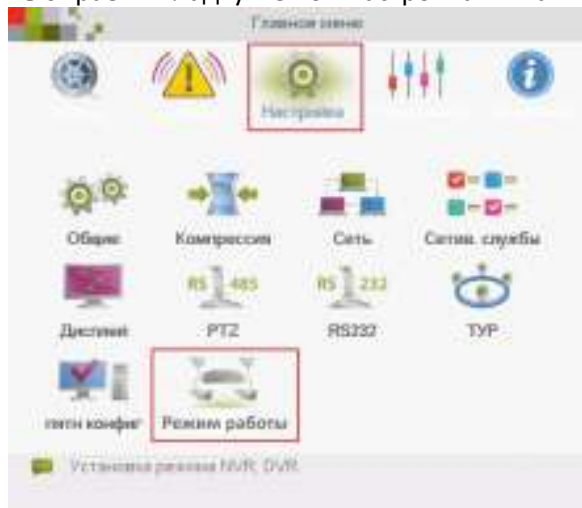 Главное меню
Настройка
Общие
Компрессия
Сеть
Сетив. службы
RS 485
RS 232
Дисплей
PTZ
RS232
ТУР
Режим работы
Установка режима NVR, DVR.